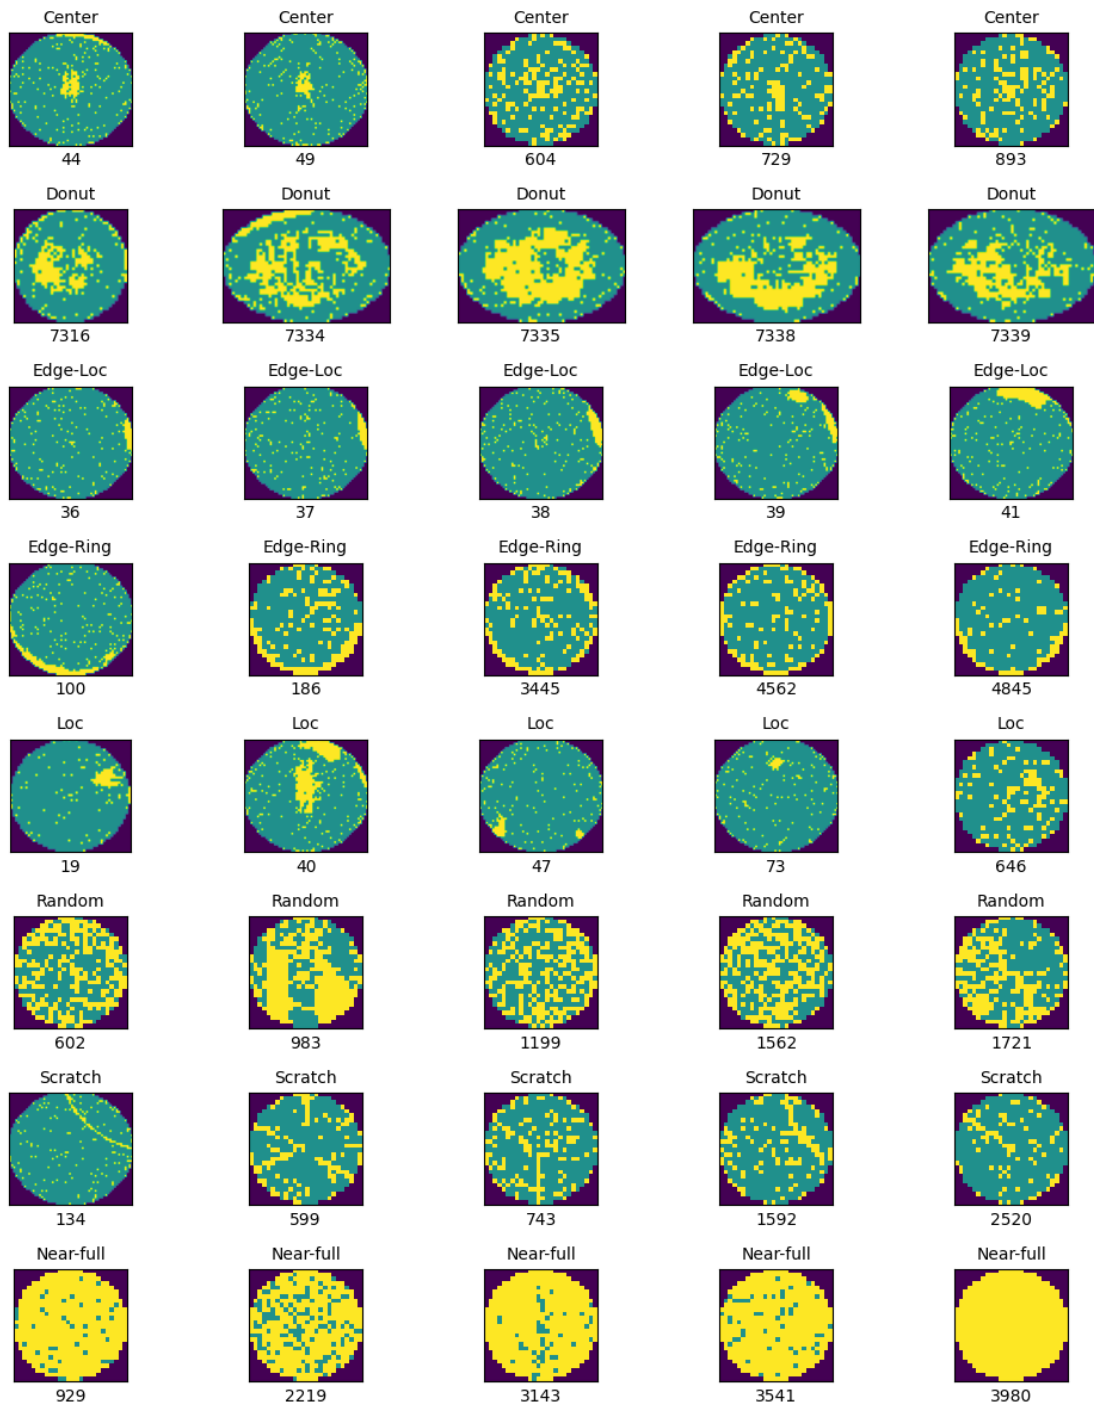 Center Center Center Center Center
44 49 604 729 893
Donut Donut Donut Donut Donut
7316 7334 7335 7338 7339
Edge-Loc Edge-Loc Edge-Loc Edge-Loc Edge-Loc
36 37 38 39 41
Edge-Ring Edge-Ring Edge-Ring Edge-Ring Edge-Ring
100 186 3445 4562 4845
Loc Loc Loc Loc Loc
19 40 47 73 646
Random Random Random Random Random
602 983 1199 1562 1721
Scratch Scratch Scratch Scratch Scratch
134 599 743 1592 2520
Near-full Near-full Near-full Near-full Near-full
929 2219 3143 3541 3980